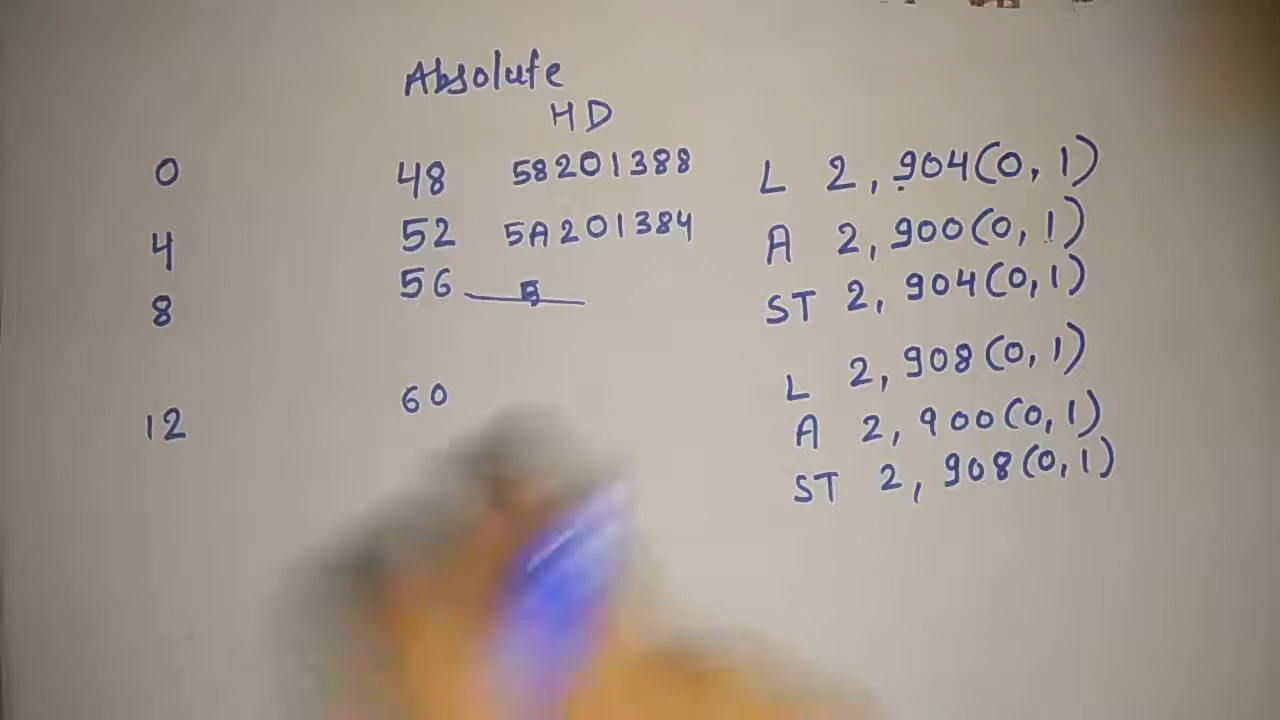 Absolute
HD
0 48 58201388 L 2, 904(0, 1)
4 52 5A201384 A 2, 900(0, 1)
8 56 5 ST 2, 904(0, 1)
12 60 L 2, 908(0, 1)
A 2, 900(0, 1)
ST 2, 908(0, 1)